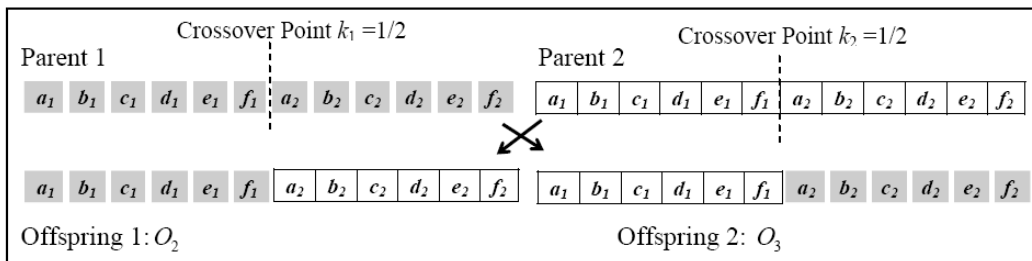 Crossover Point k₁ =1/2
Crossover Point k₂ =1/2
Parent 1
Parent 2
a₁ b₁ c₁ d₁ e₁ f₁ a₂ b₂ c₂ d₂ e₂ f₂
a₁ b₁ c₁ d₁ e₁ f₁ a₂ b₂ c₂ d₂ e₂ f₂
a₁ b₁ c₁ d₁ e₁ f₁ a₂ b₂ c₂ d₂ e₂ f₂
a₁ b₁ c₁ d₁ e₁ f₁ a₂ b₂ c₂ d₂ e₂ f₂
Offspring 1: O₂
Offspring 2: O₃